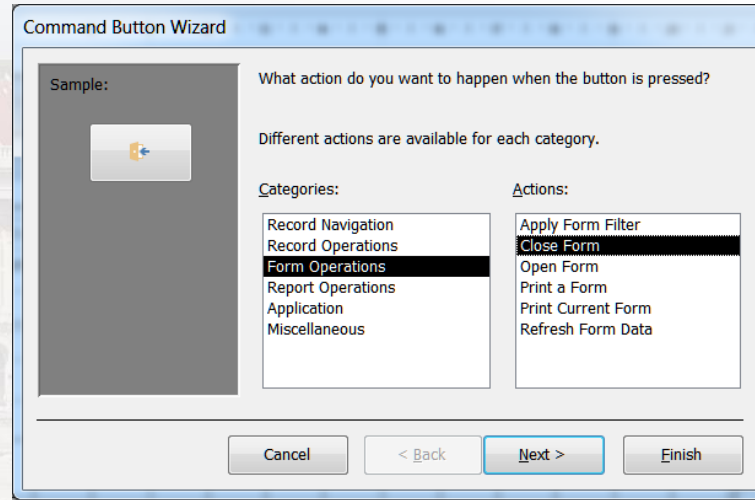 Command Button Wizard
Sample:
What action do you want to happen when the button is pressed?
Different actions are available for each category.
Categories:
Record Navigation
Record Operations
Form Operations
Report Operations
Application
Miscellaneous
Actions:
Apply Form Filter
Close Form
Open Form
Print a Form
Print Current Form
Refresh Form Data
Cancel
< Back
Next >
Finish